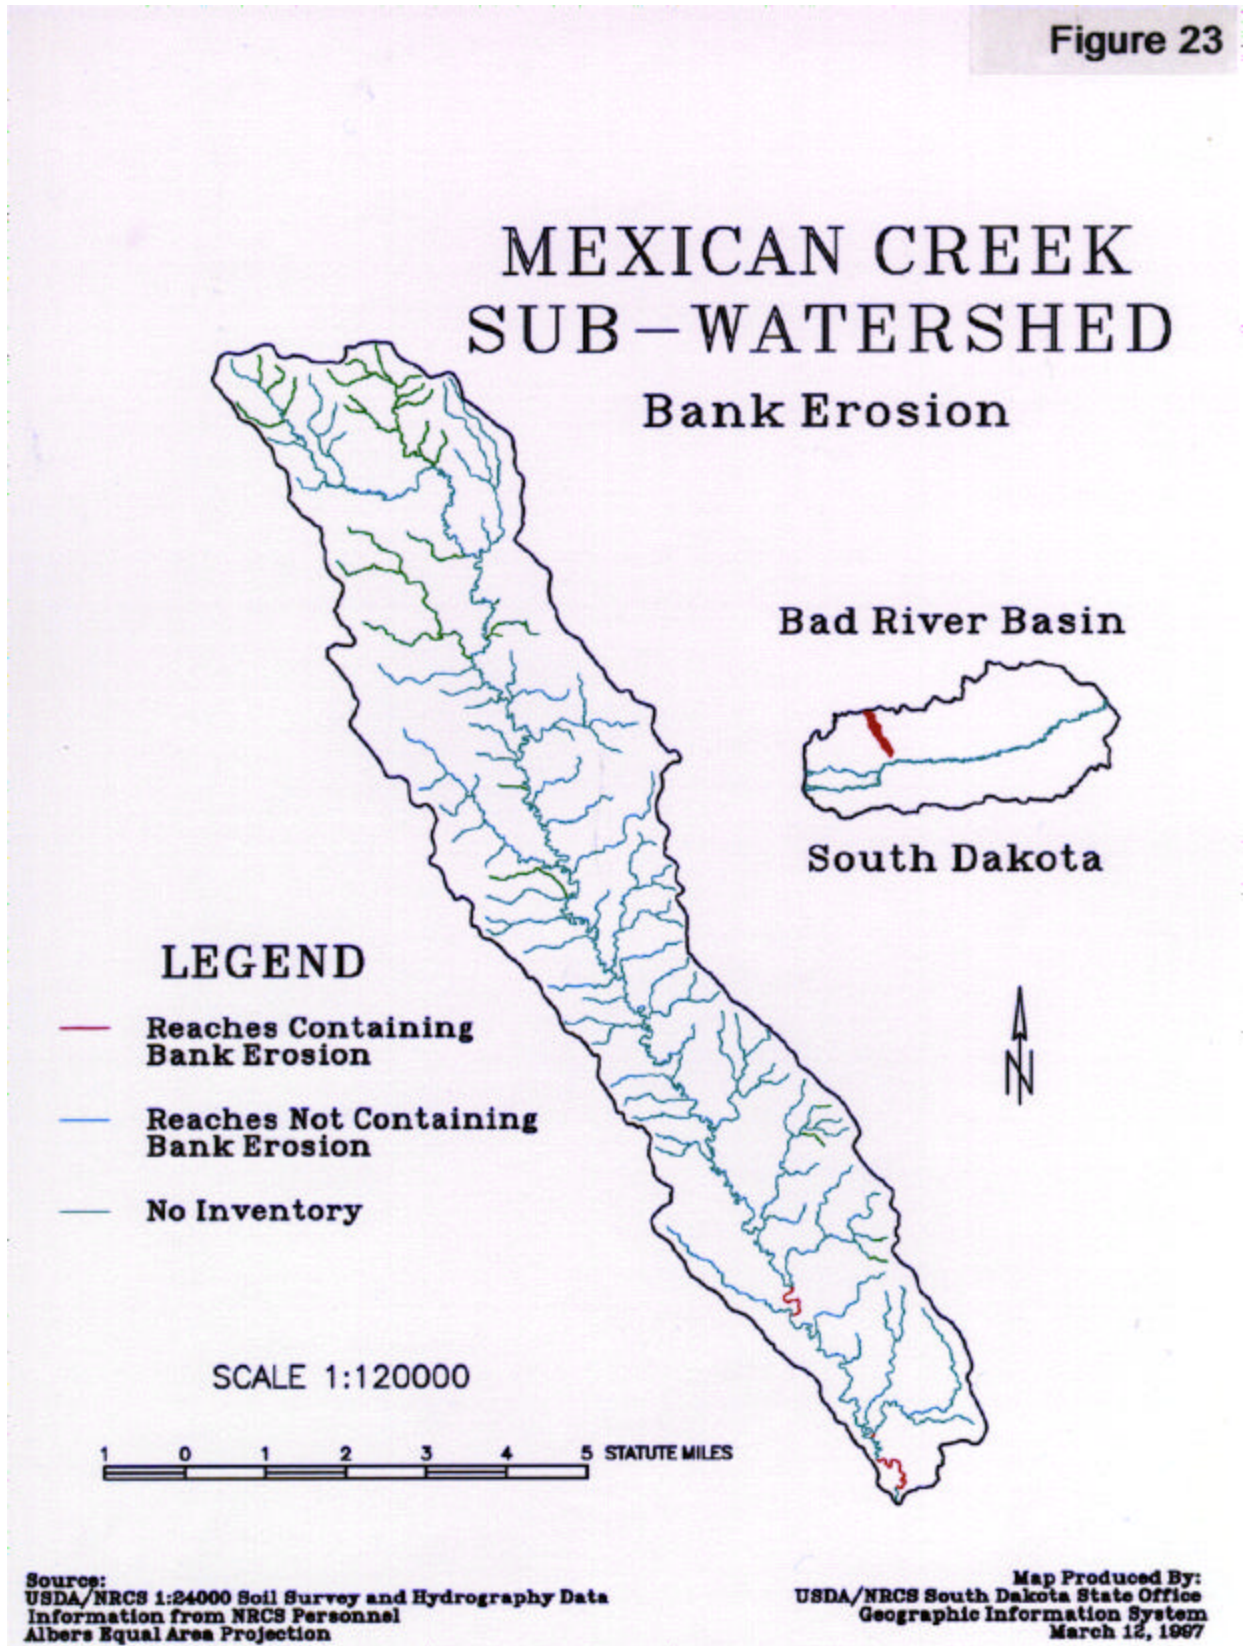 Figure 23
MEXICAN CREEK
SUB-WATERSHED
Bank Erosion
Bad River Basin
South Dakota
LEGEND
Reaches Containing
Bank Erosion
Reaches Not Containing
Bank Erosion
No Inventory
N
SCALE 1:120000
1 0 1 2 3 4 5 STATUTE MILES
Source:
USDA/NRCS 1:24000 Soil Survey and Hydrography Data
Information from NRCS Personnel
Albers Equal Area Projection
Map Produced By:
USDA/NRCS South Dakota State Office
Geographic Information System
March 12, 1997